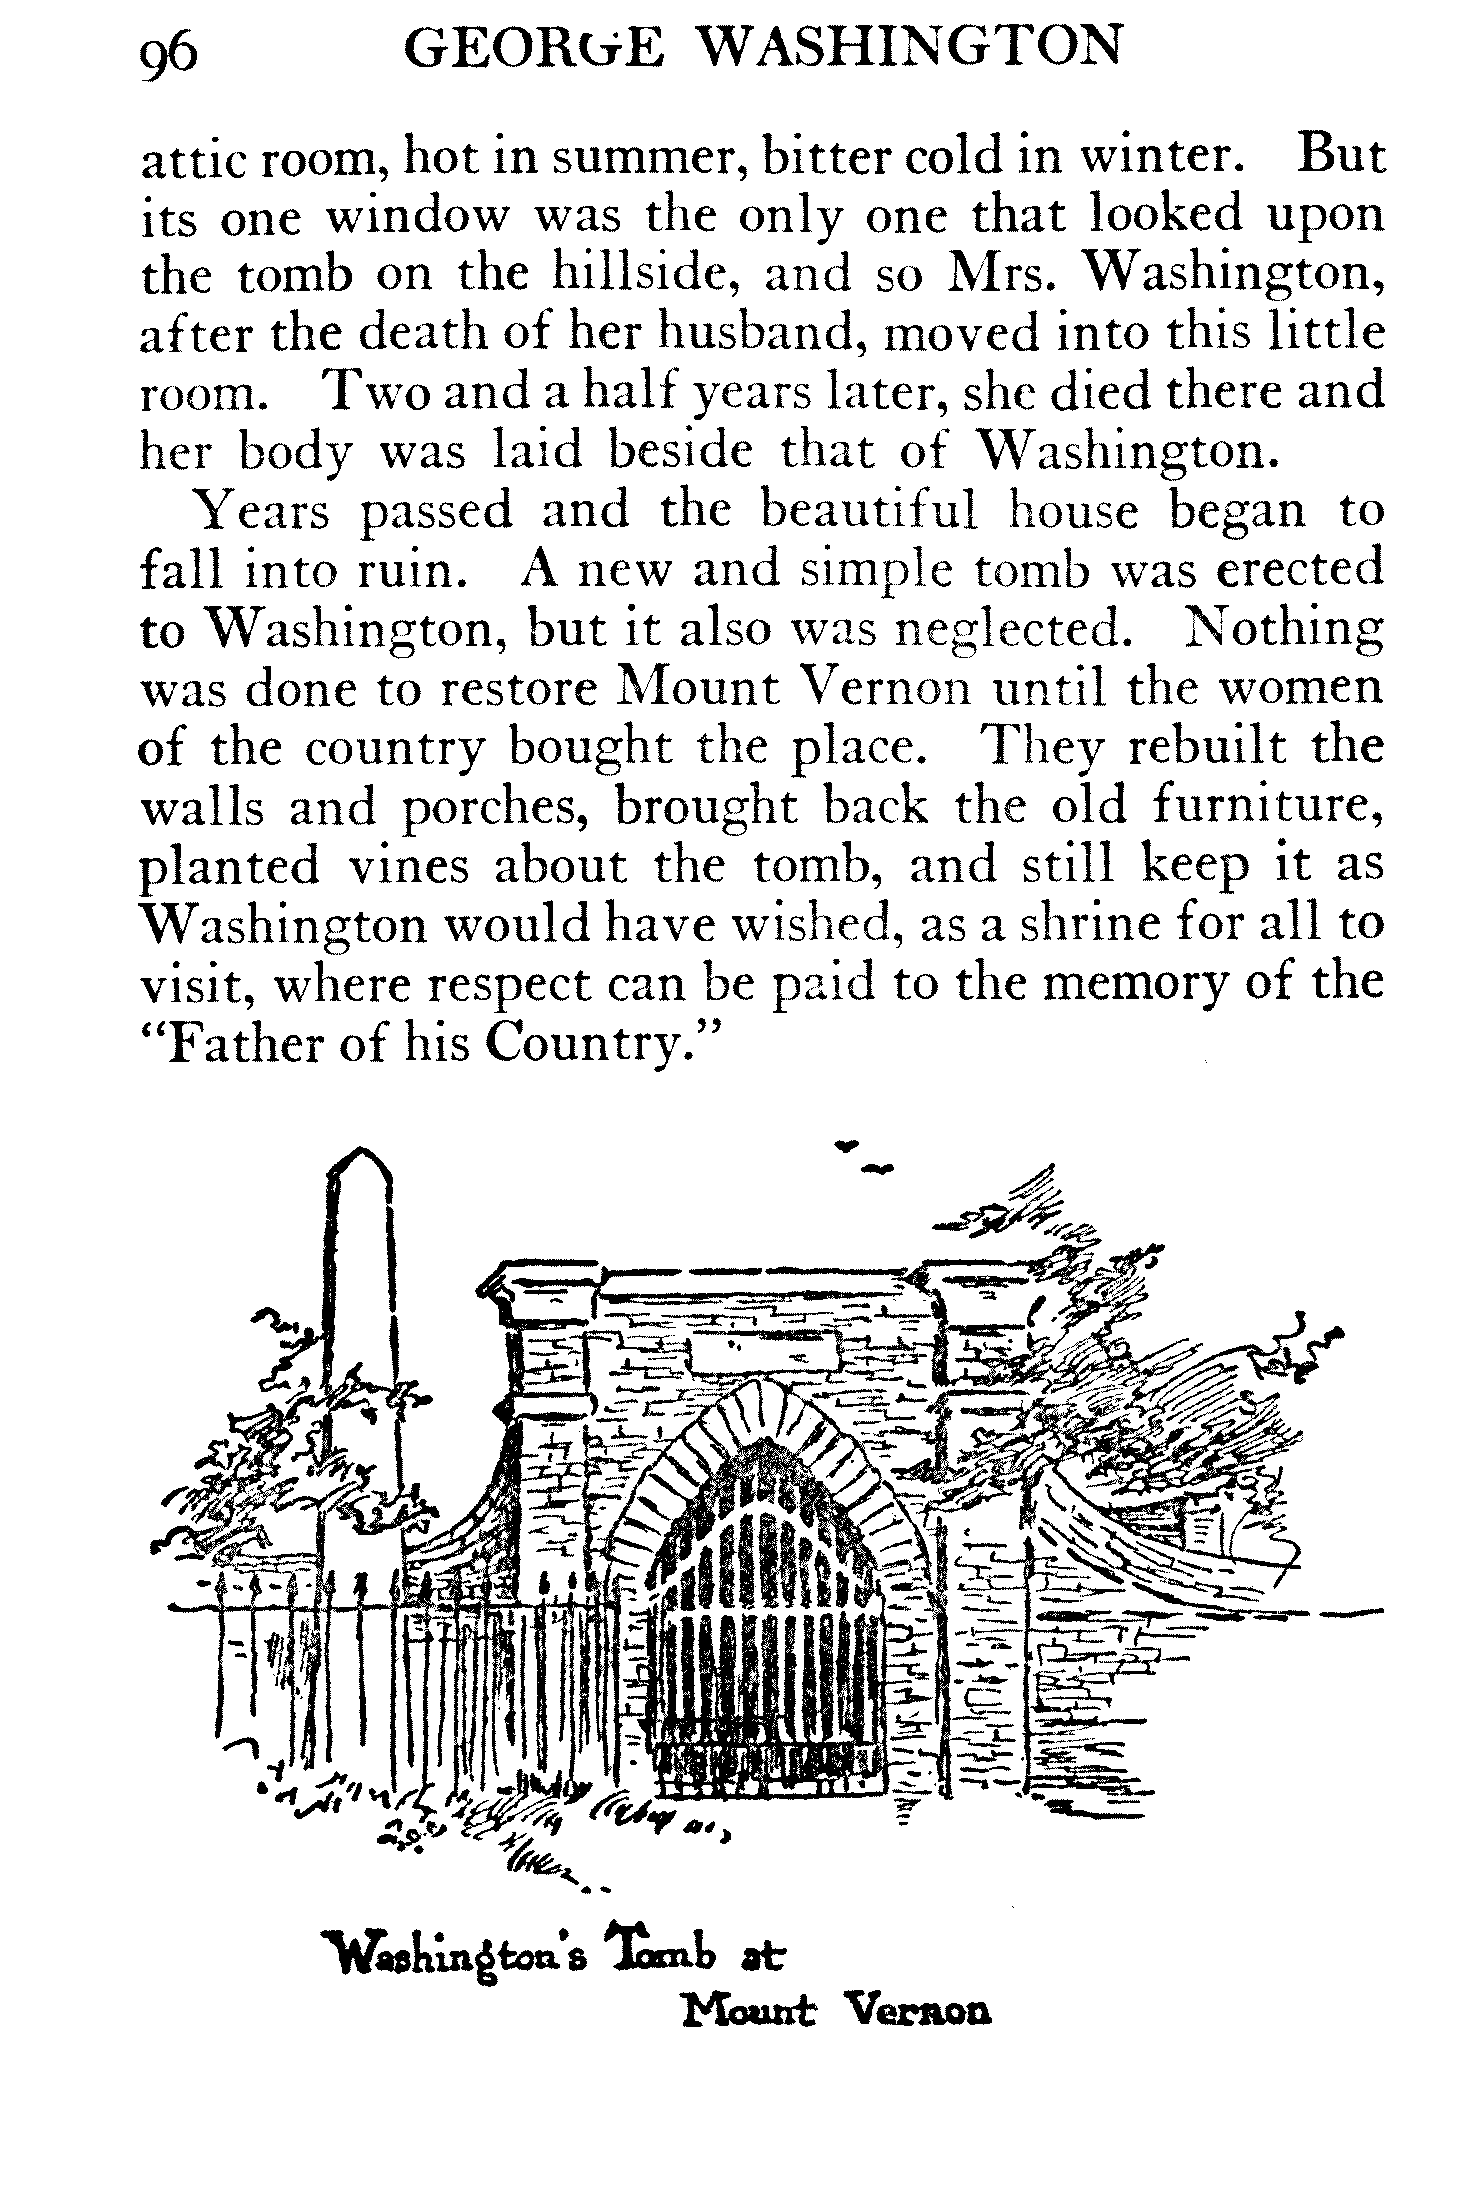 96 GEORGE WASHINGTON
attic room, hot in summer, bitter cold in winter. But
its one window was the only one that looked upon
the tomb on the hillside, and so Mrs. Washington,
after the death of her husband, moved into this little
room. Two and a half years later, she died there and
her body was laid beside that of Washington.
Years passed and the beautiful house began to
fall into ruin. A new and simple tomb was erected
to Washington, but it also was neglected. Nothing
was done to restore Mount Vernon until the women
of the country bought the place. They rebuilt the
walls and porches, brought back the old furniture,
planted vines about the tomb, and still keep it as
Washington would have wished, as a shrine for all to
visit, where respect can be paid to the memory of the
“Father of his Country.”
Washington's Tomb at
Mount Vernon